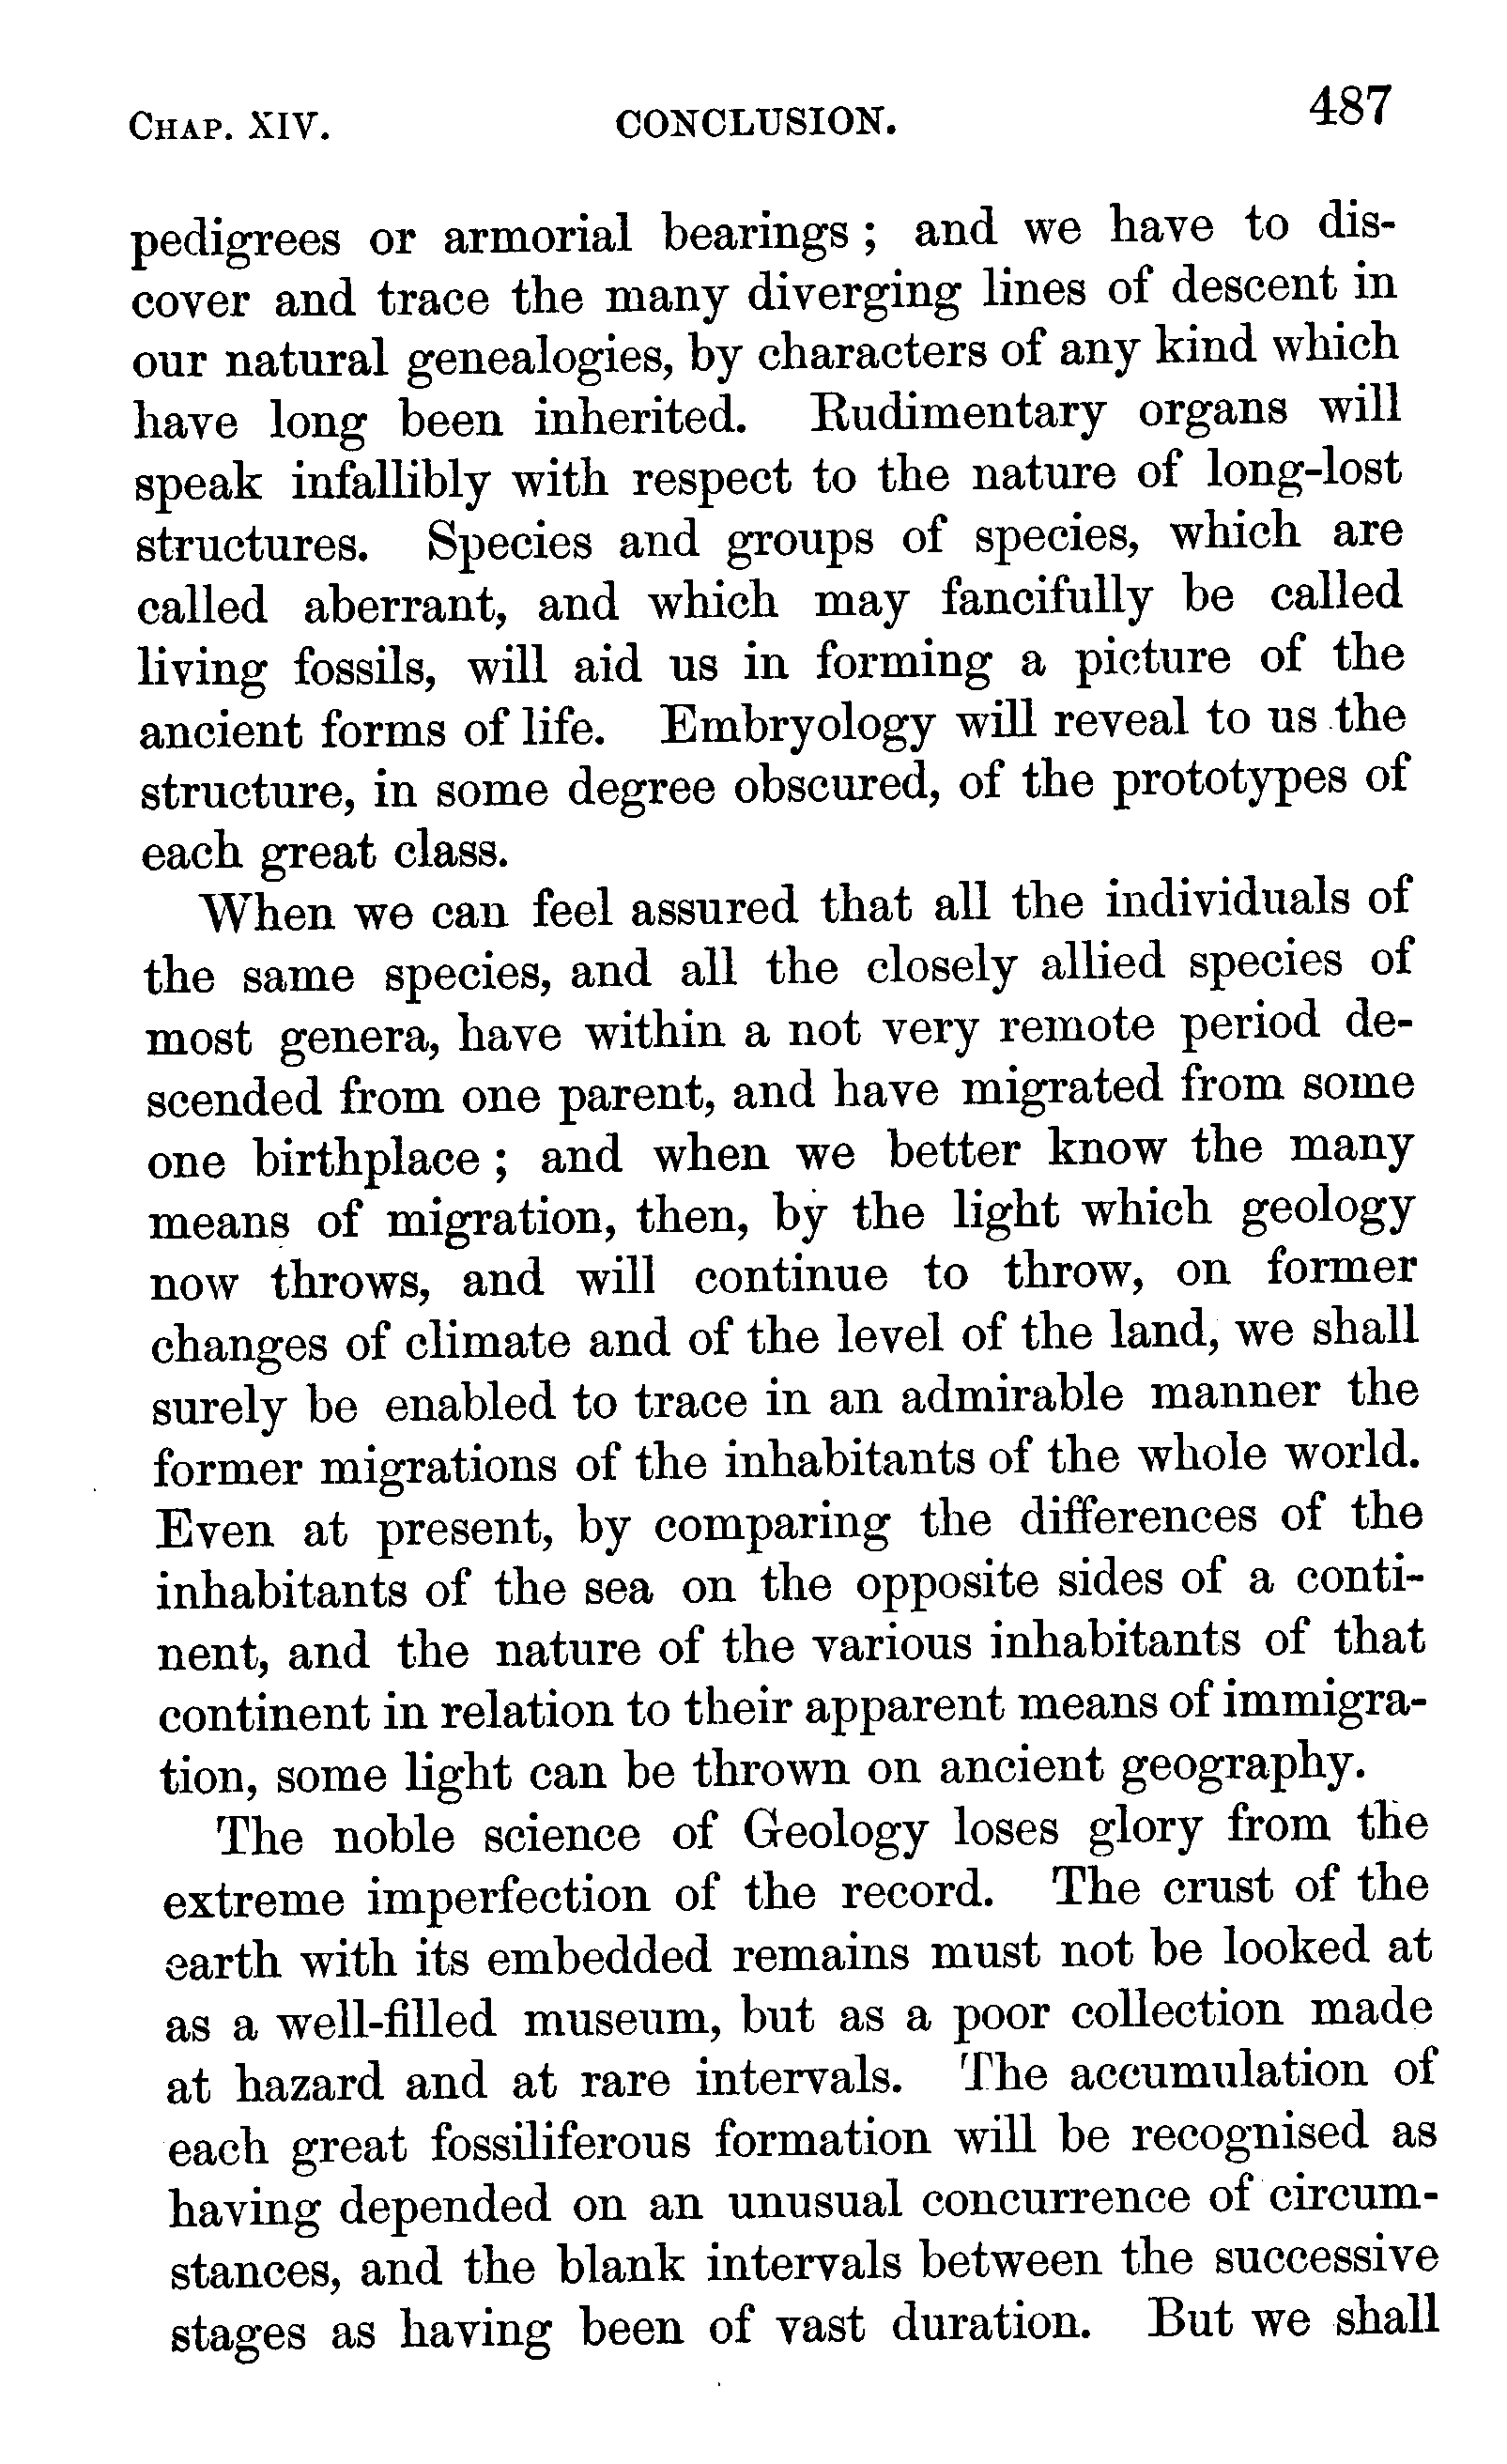 CHAP. XIV. CONCLUSION. 487
pedigrees or armorial bearings ; and we have to dis-
cover and trace the many diverging lines of descent in
our natural genealogies, by characters of any kind which
have long been inherited. Rudimentary organs will
speak infallibly with respect to the nature of long-lost
structures. Species and groups of species, which are
called aberrant, and which may fancifully be called
living fossils, will aid us in forming a picture of the
ancient forms of life. Embryology will reveal to us the
structure, in some degree obscured, of the prototypes of
each great class.
When we can feel assured that all the individuals of
the same species, and all the closely allied species of
most genera, have within a not very remote period de-
scended from one parent, and have migrated from some
one birthplace ; and when we better know the many
means of migration, then, by the light which geology
now throws, and will continue to throw, on former
changes of climate and of the level of the land, we shall
surely be enabled to trace in an admirable manner the
former migrations of the inhabitants of the whole world.
Even at present, by comparing the differences of the
inhabitants of the sea on the opposite sides of a conti-
nent, and the nature of the various inhabitants of that
continent in relation to their apparent means of immigra-
tion, some light can be thrown on ancient geography.
The noble science of Geology loses glory from the
extreme imperfection of the record. The crust of the
earth with its embedded remains must not be looked at
as a well-filled museum, but as a poor collection made
at hazard and at rare intervals. The accumulation of
each great fossiliferous formation will be recognised as
having depended on an unusual concurrence of circum-
stances, and the blank intervals between the successive
stages as having been of vast duration. But we shall